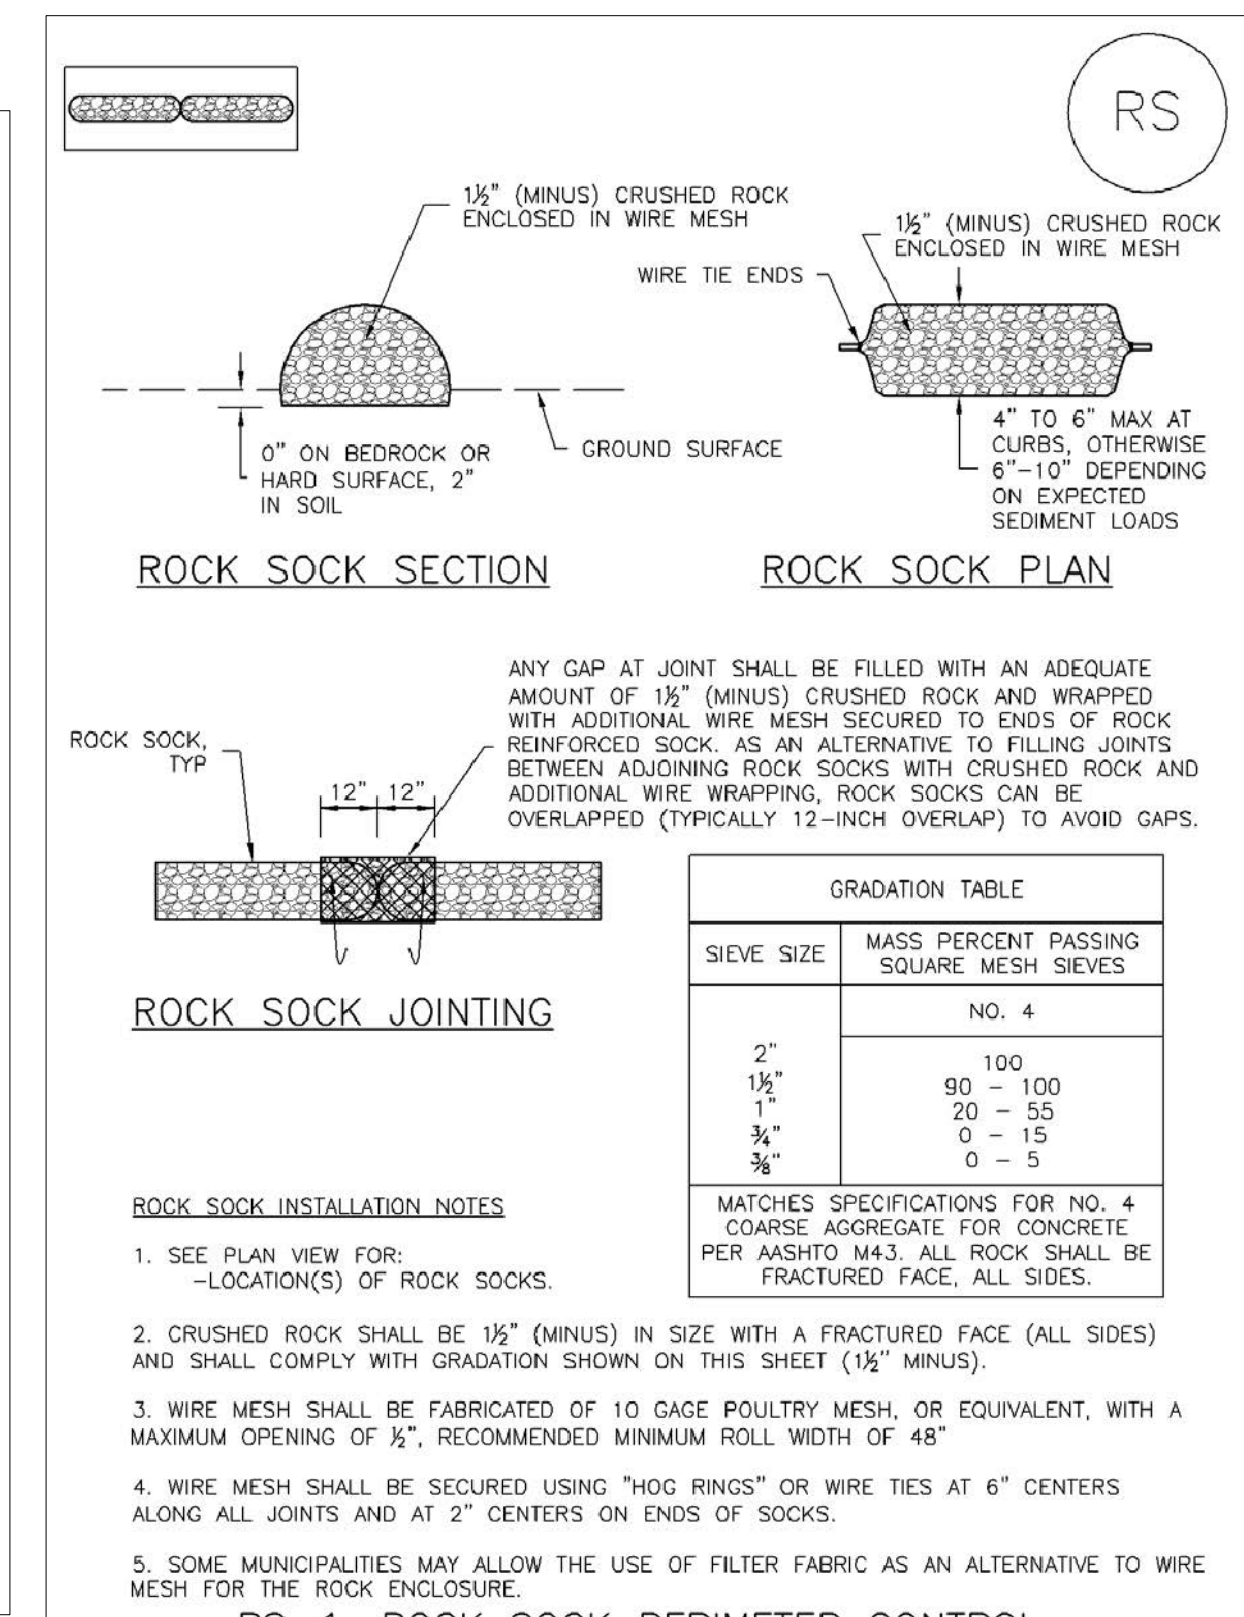 RS
1½" (MINUS) CRUSHED ROCK
ENCLOSED IN WIRE MESH
1½" (MINUS) CRUSHED ROCK
ENCLOSED IN WIRE MESH
WIRE TIE ENDS
GROUND SURFACE
0" ON BEDROCK OR
HARD SURFACE, 2"
IN SOIL
4" TO 6" MAX AT
CURBS, OTHERWISE
6"-10" DEPENDING
ON EXPECTED
SEDIMENT LOADS
ROCK SOCK SECTION
ROCK SOCK PLAN
ANY GAP AT JOINT SHALL BE FILLED WITH AN ADEQUATE
AMOUNT OF 1½" (MINUS) CRUSHED ROCK AND WRAPPED
WITH ADDITIONAL WIRE MESH SECURED TO ENDS OF ROCK
REINFORCED SOCK. AS AN ALTERNATIVE TO FILLING JOINTS
BETWEEN ADJOINING ROCK SOCKS WITH CRUSHED ROCK AND
ADDITIONAL WIRE WRAPPING, ROCK SOCKS CAN BE
OVERLAPPED (TYPICALLY 12-INCH OVERLAP) TO AVOID GAPS.
ROCK SOCK,
TYP
12" 12"
ROCK SOCK JOINTING
GRADATION TABLE
SIEVE SIZE
MASS PERCENT PASSING
SQUARE MESH SIEVES
NO. 4
2" 100
1½" 90 - 100
1" 20 - 55
¾" 0 - 15
⅜" 0 - 5
MATCHES SPECIFICATIONS FOR NO. 4
COARSE AGGREGATE FOR CONCRETE
PER AASHTO M43. ALL ROCK SHALL BE
FRACTURED FACE, ALL SIDES.
ROCK SOCK INSTALLATION NOTES
1. SEE PLAN VIEW FOR:
-LOCATION(S) OF ROCK SOCKS.
2. CRUSHED ROCK SHALL BE 1½" (MINUS) IN SIZE WITH A FRACTURED FACE (ALL SIDES)
AND SHALL COMPLY WITH GRADATION SHOWN ON THIS SHEET (1½" MINUS).
3. WIRE MESH SHALL BE FABRICATED OF 10 GAGE POULTRY MESH, OR EQUIVALENT, WITH A
MAXIMUM OPENING OF ½", RECOMMENDED MINIMUM ROLL WIDTH OF 48"
4. WIRE MESH SHALL BE SECURED USING "HOG RINGS" OR WIRE TIES AT 6" CENTERS
ALONG ALL JOINTS AND AT 2" CENTERS ON ENDS OF SOCKS.
5. SOME MUNICIPALITIES MAY ALLOW THE USE OF FILTER FABRIC AS AN ALTERNATIVE TO WIRE
MESH FOR THE ROCK ENCLOSURE.
ROCK SOCK PERIMETER CONTROL